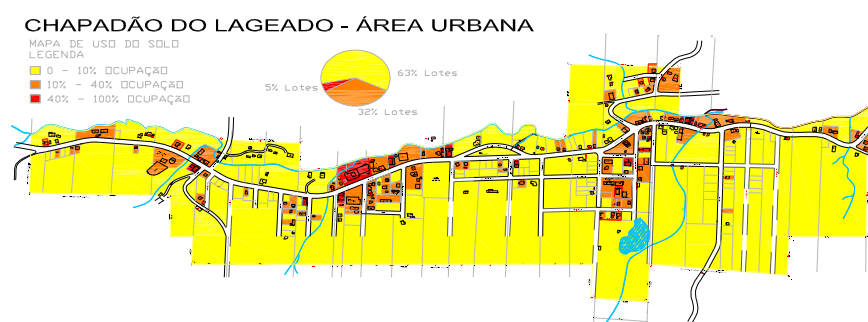 CHAPADÃO DO LAGEADO - ÁREA URBANA
MAPA DE USO DO SOLO
LEGENDA
0 - 10% OCUPAÇÃO
10% - 40% OCUPAÇÃO
40% - 100% OCUPAÇÃO
63% Lotes
5% Lotes
32% Lotes